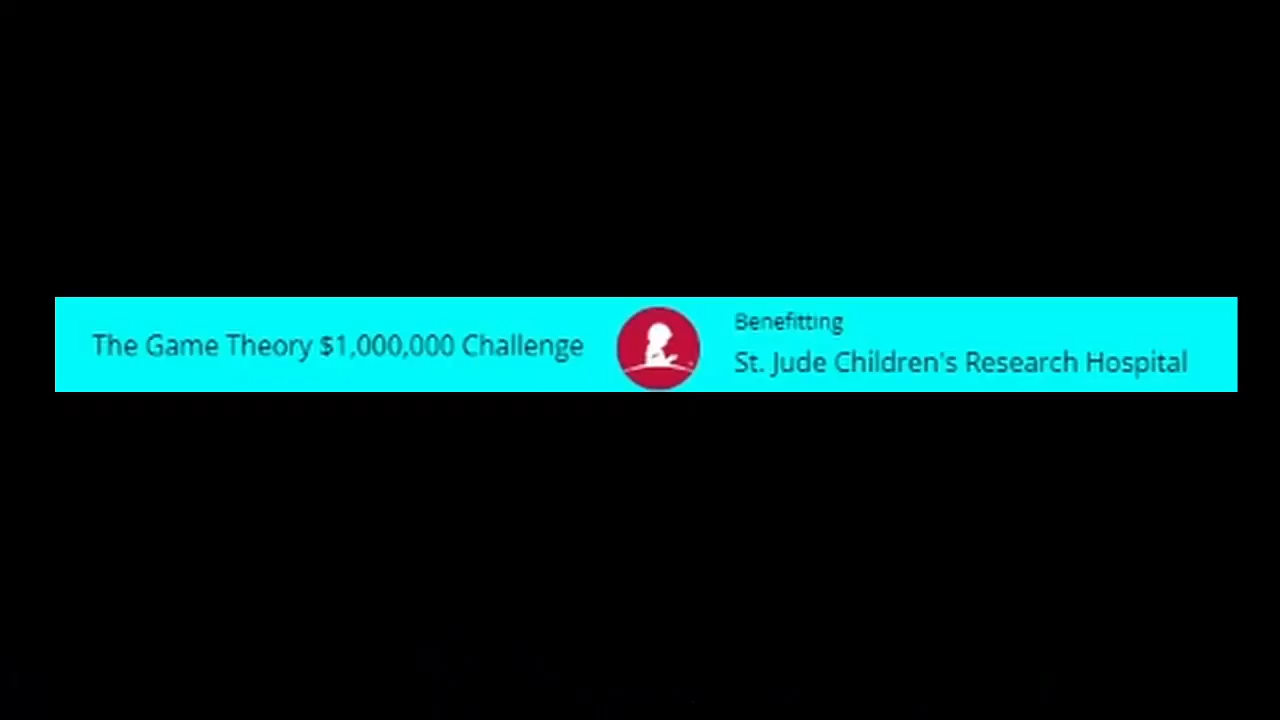 The Game Theory $1,000,000 Challenge
Benefitting
St. Jude Children's Research Hospital